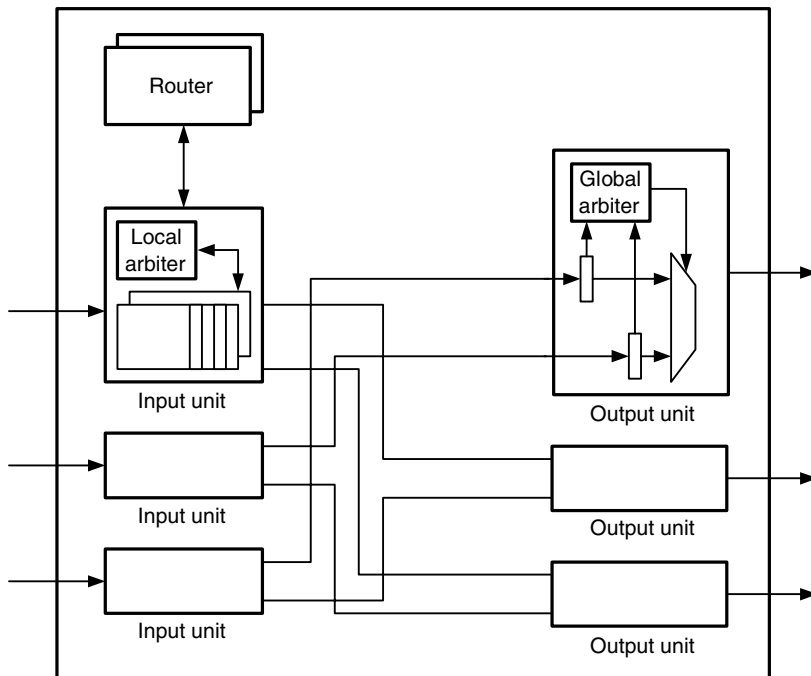 Router
Local
arbiter
Input unit
Global
arbiter
Output unit
Input unit
Output unit
Input unit
Output unit